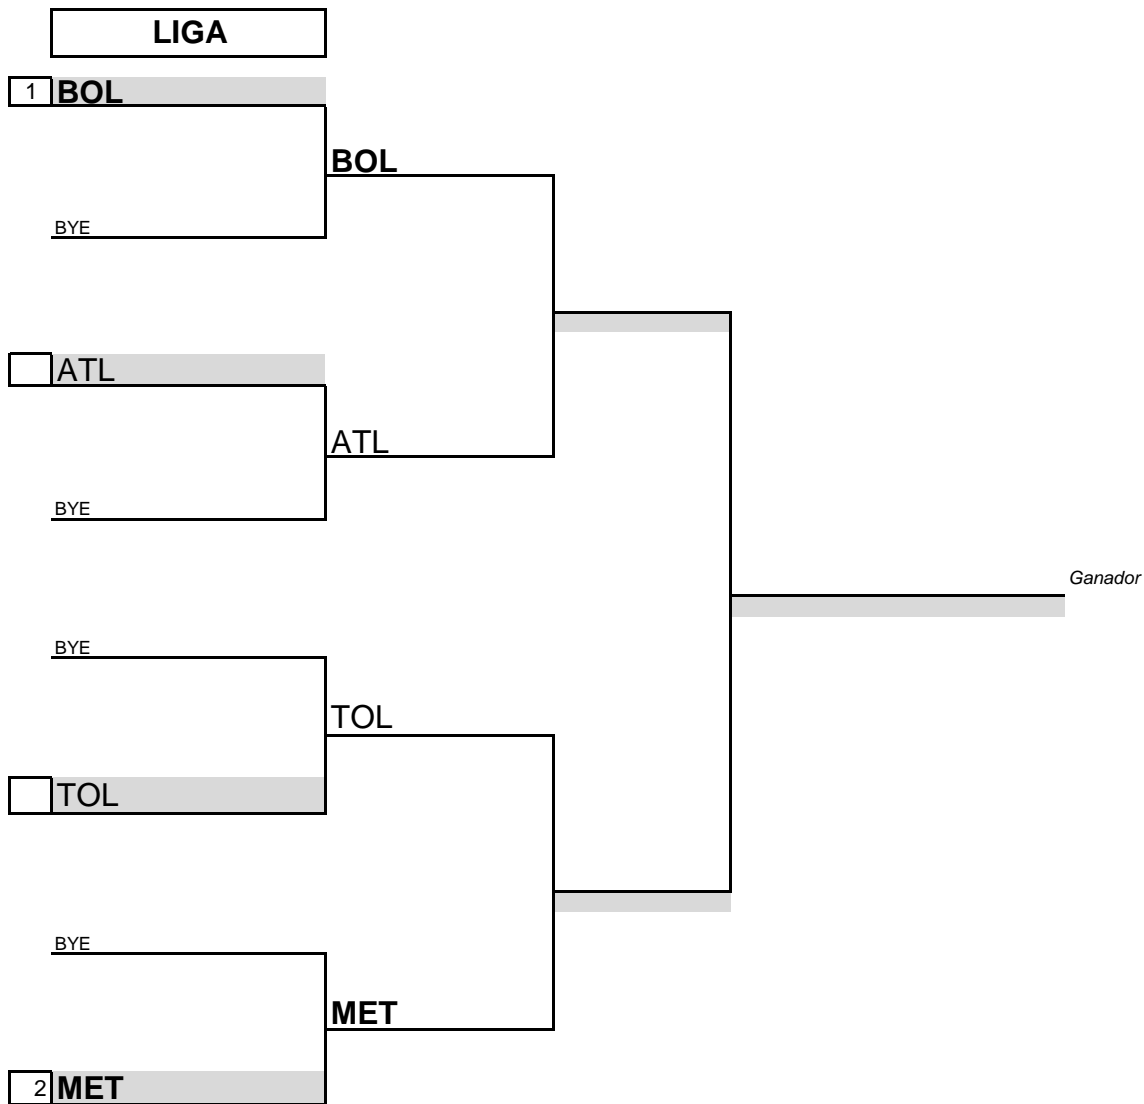 LIGA
1 BOL
BOL
BYE
ATL
ATL
BYE
Ganador
BYE
TOL
TOL
BYE
MET
2 MET